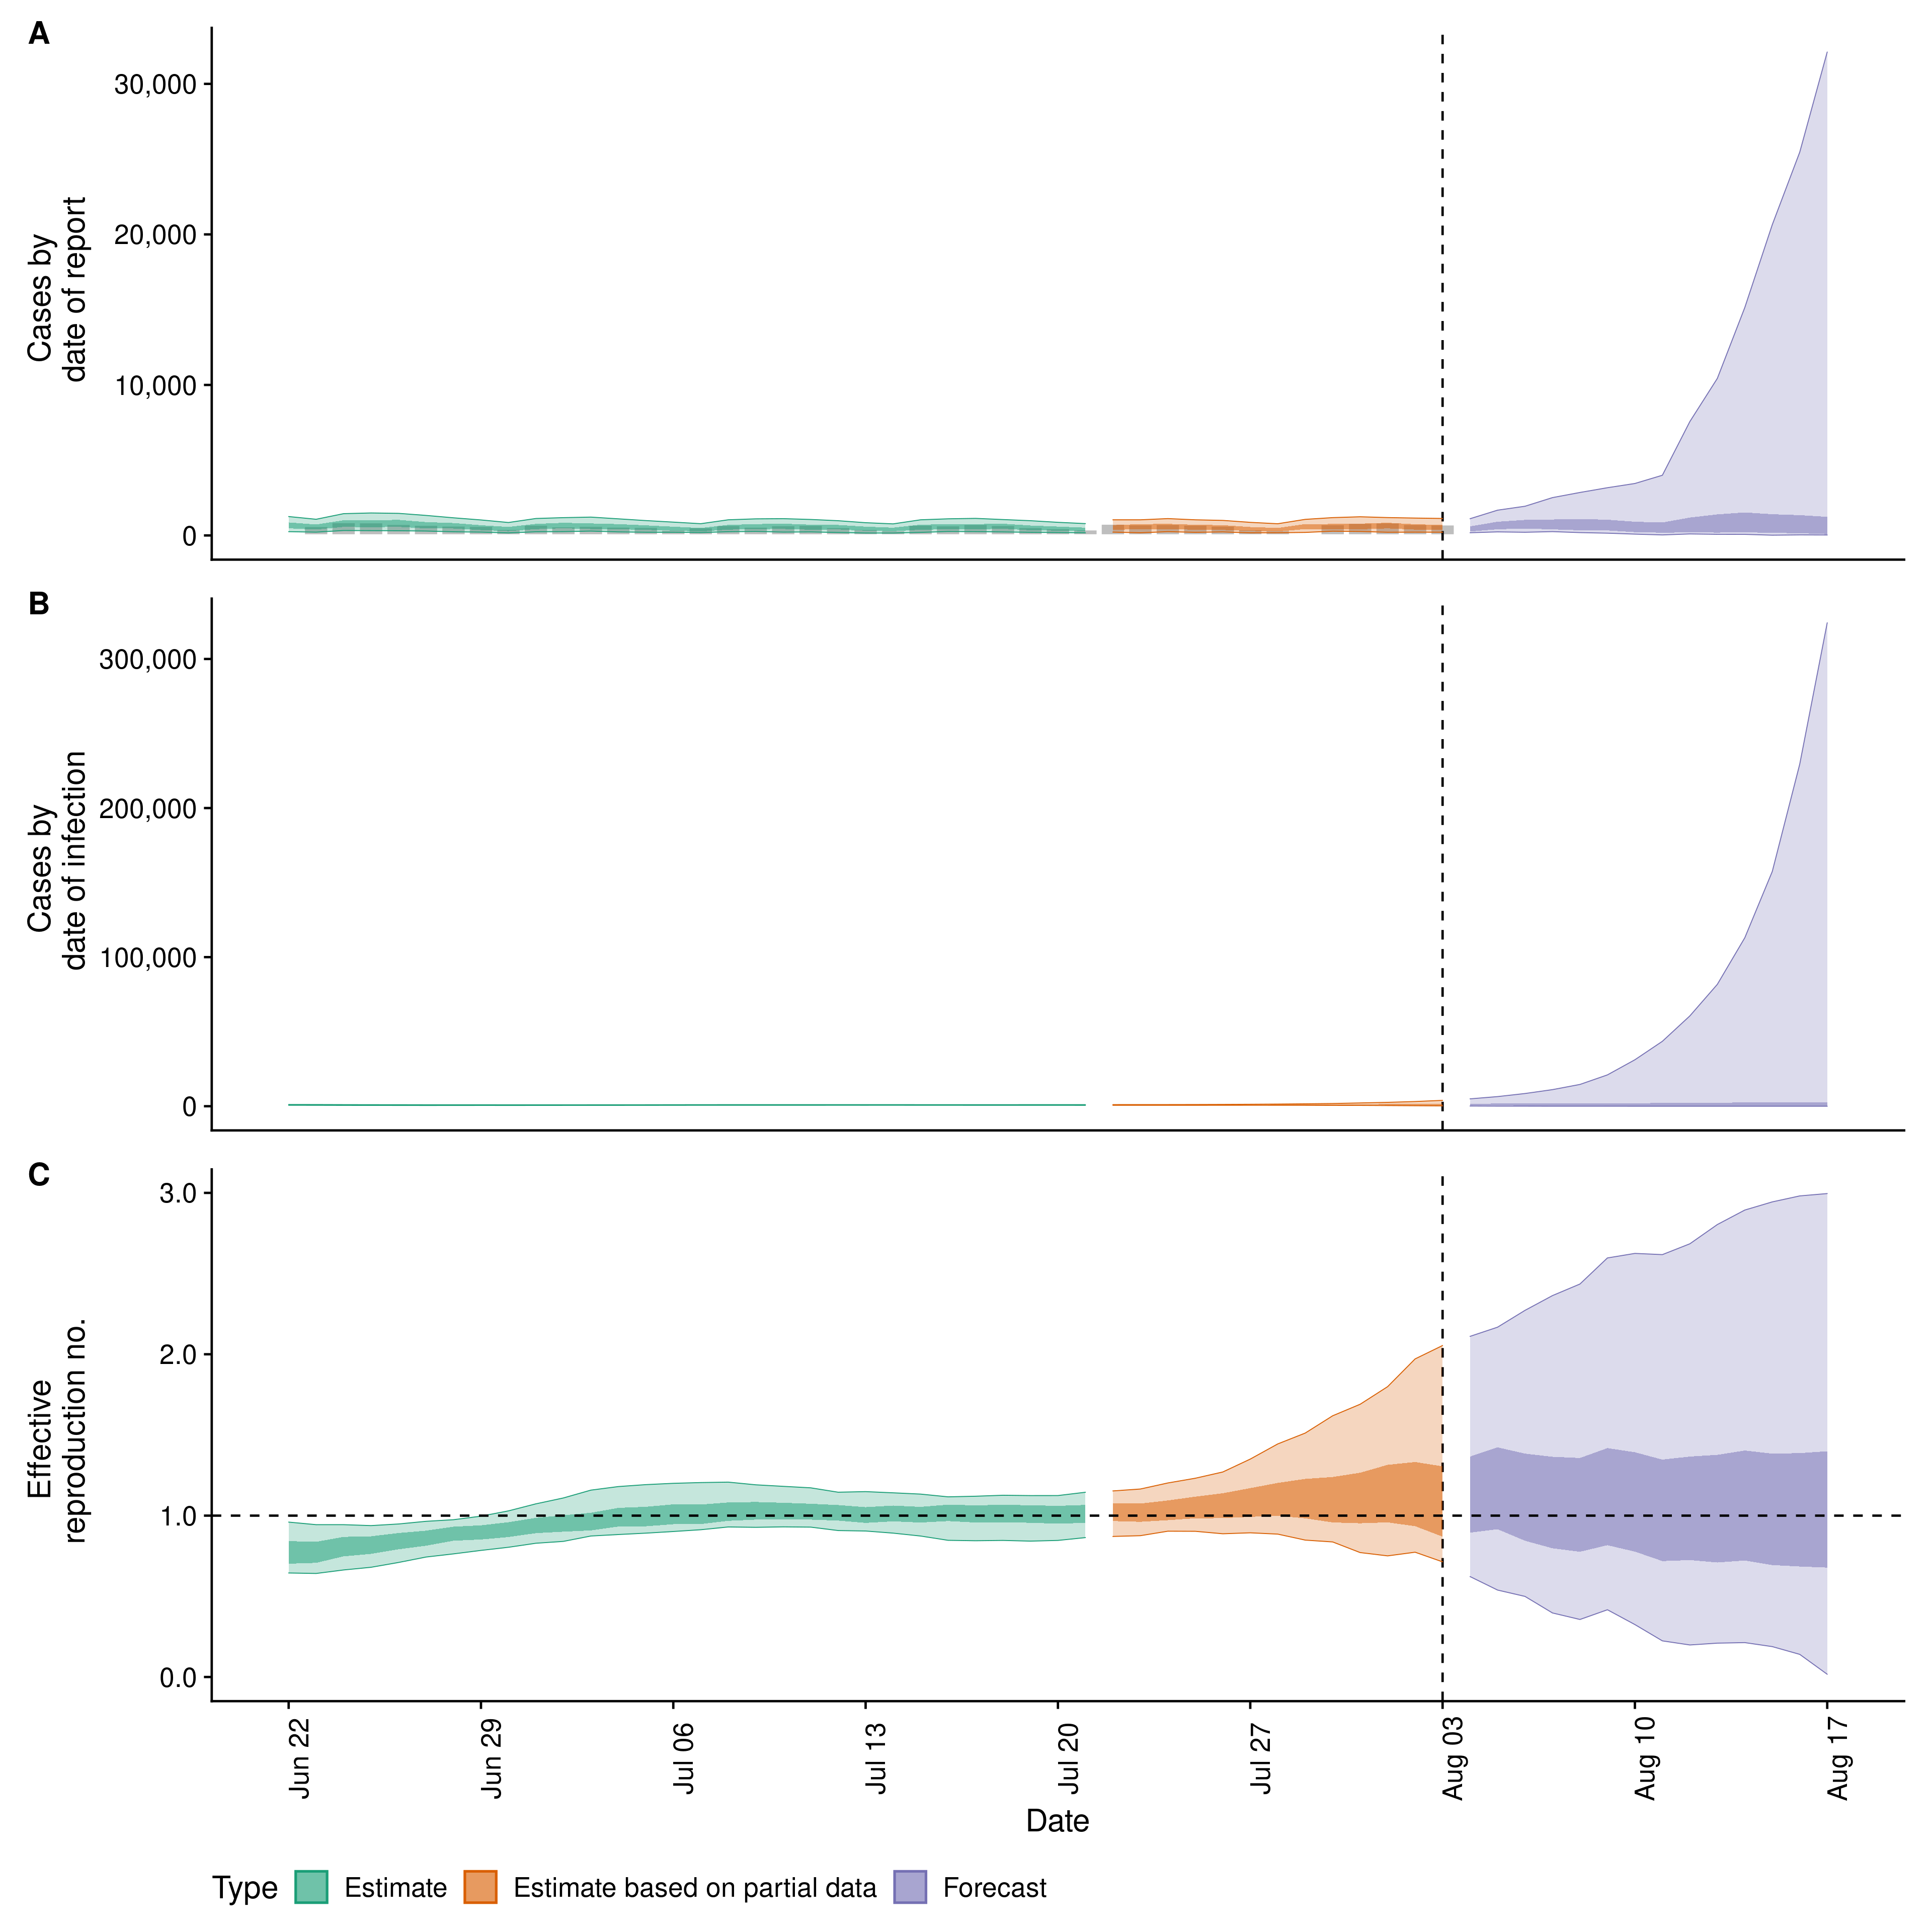 A
30,000
20,000
10,000
0
Cases by
date of report
B
300,000
200,000
100,000
0
Cases by
date of infection
C
3.0
2.0
1.0
0.0
Effective
reproduction no.
Jun 22
Jun 29
Jul 06
Jul 13
Jul 20
Jul 27
Aug 03
Aug 10
Aug 17
Date
Type Estimate Estimate based on partial data Forecast